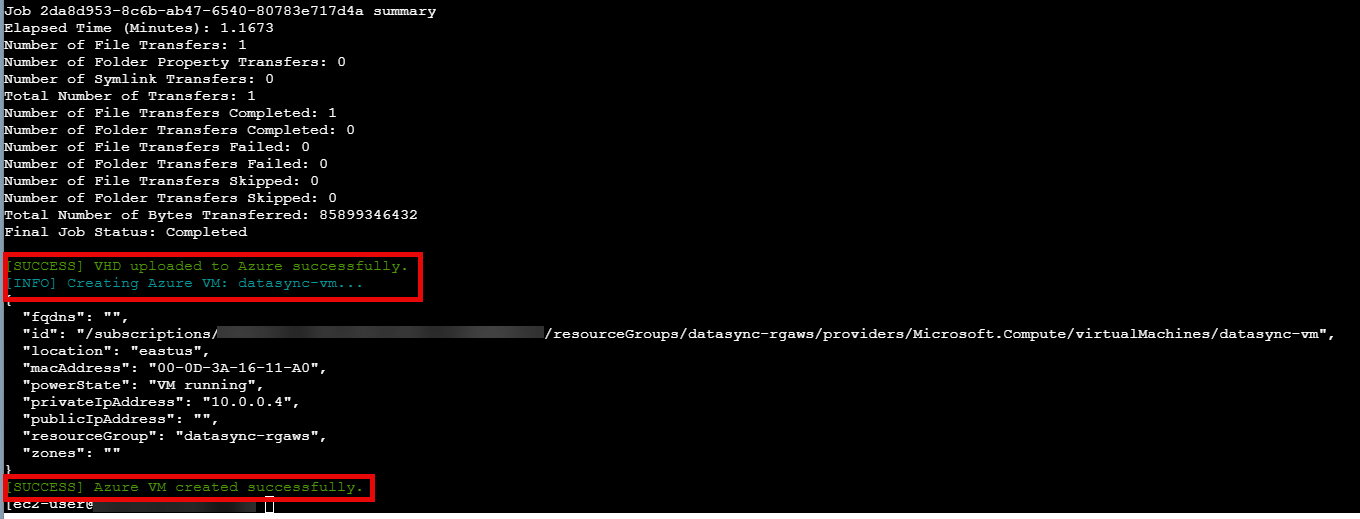 Job 2da8d953-8c6b-ab47-6540-80783e717d4a summary
Elapsed Time (Minutes): 1.1673
Number of File Transfers: 1
Number of Folder Property Transfers: 0
Number of Symlink Transfers: 0
Total Number of Transfers: 1
Number of File Transfers Completed: 1
Number of Folder Transfers Completed: 0
Number of File Transfers Failed: 0
Number of Folder Transfers Failed: 0
Number of File Transfers Skipped: 0
Number of Folder Transfers Skipped: 0
Total Number of Bytes Transferred: 85899346432
Final Job Status: Completed
[SUCCESS] VHD uploaded to Azure successfully.
[INFO] Creating Azure VM: datasync-vm...
{
"fqdns": "",
"id": "/subscriptions/ /resourceGroups/datasync-rgaws/providers/Microsoft.Compute/virtualMachines/datasync-vm",
"location": "eastus",
"macAddress": "00-0D-3A-16-11-A0",
"powerState": "VM running",
"privateIpAddress": "10.0.0.4",
"publicIpAddress": "",
"resourceGroup": "datasync-rgaws",
"zones": ""
}
[SUCCESS] Azure VM created successfully.
[ec2-user@